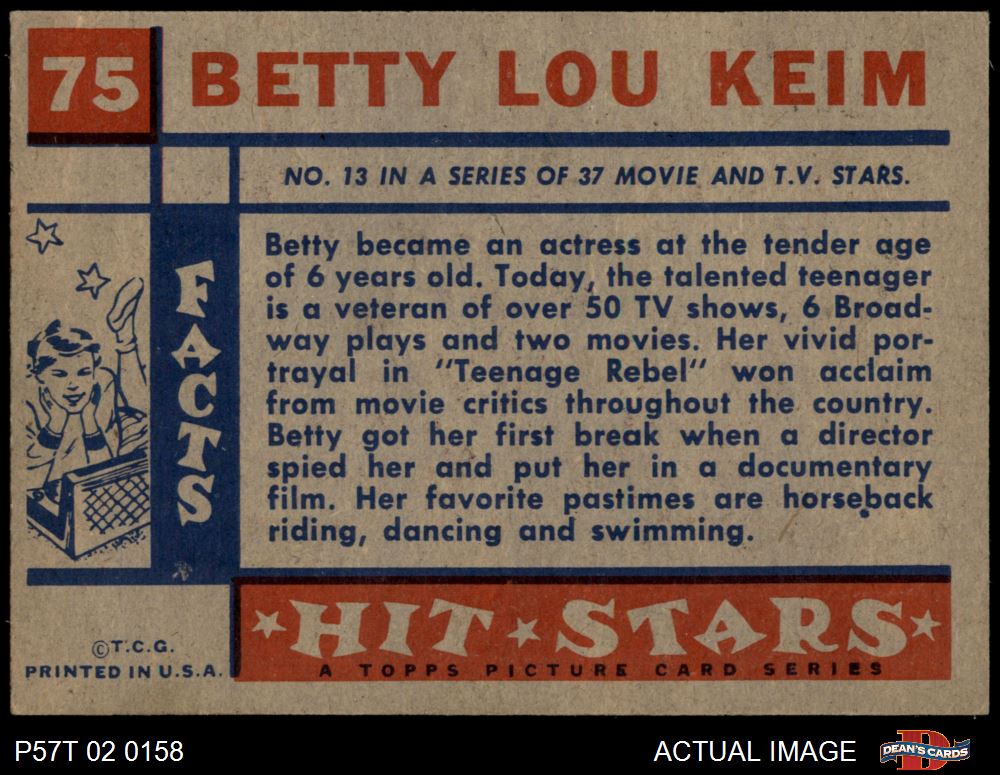 75
BETTY LOU KEIM
NO. 13 IN A SERIES OF 37 MOVIE AND T.V. STARS.
FACTS
Betty became an actress at the tender age
of 6 years old. Today, the talented teenager
is a veteran of over 50 TV shows, 6 Broad-
way plays and two movies. Her vivid por-
trayal in "Teenage Rebel" won acclaim
from movie critics throughout the country.
Betty got her first break when a director
spied her and put her in a documentary
film. Her favorite pastimes are horseback
riding, dancing and swimming.
©T.C.G.
PRINTED IN U.S.A.
HIT STARS
A TOPPS PICTURE CARD SERIES
P57T 02 0158
ACTUAL IMAGE
DEAN'S CARDS